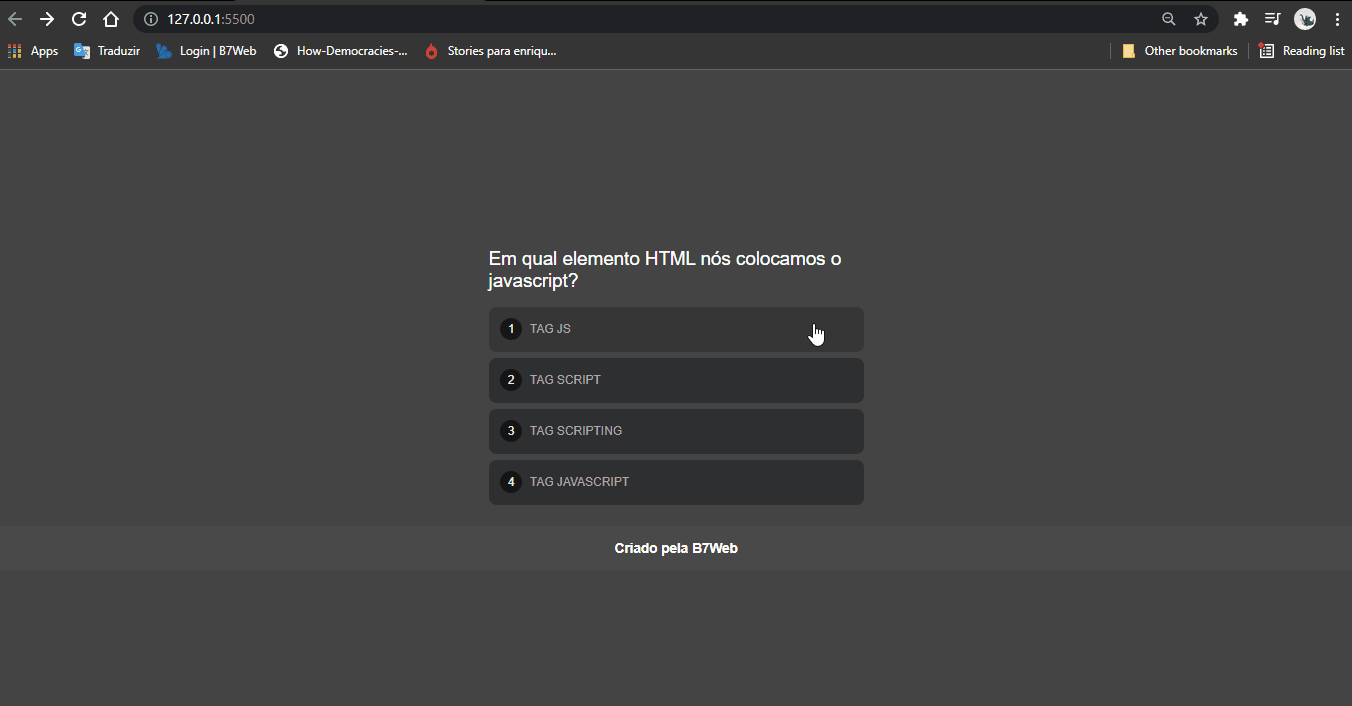 127.0.0.1:5500
Apps Traduzir Login | B7Web How-Democracies-... Stories para enriqu... Other bookmarks Reading list
Em qual elemento HTML nós colocamos o
javascript?
1 TAG JS
2 TAG SCRIPT
3 TAG SCRIPTING
4 TAG JAVASCRIPT
Criado pela B7Web